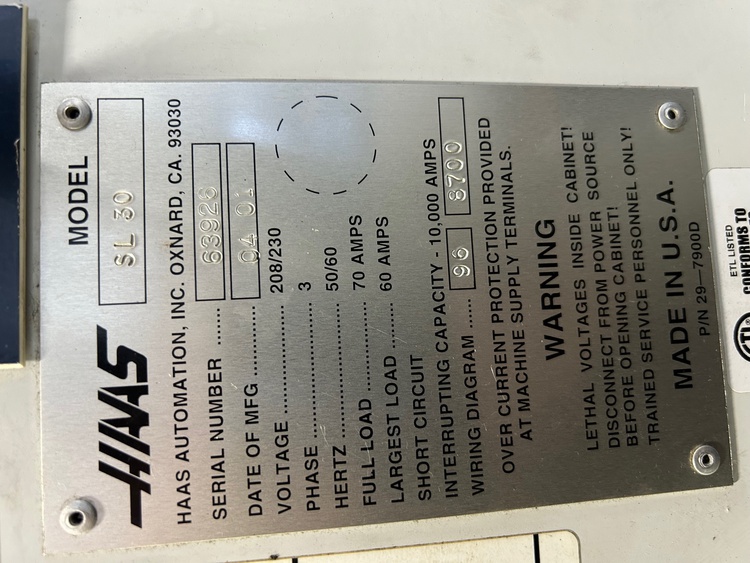 HAAS
MODEL
SL 30
HAAS AUTOMATION, INC. OXNARD, CA. 93030
SERIAL NUMBER ....... 63926
DATE OF MFG ............ 04 01
VOLTAGE .................... 208/230
PHASE ........................ 3
HERTZ ........................ 50/60
FULL LOAD ................ 70 AMPS
LARGEST LOAD ......... 60 AMPS
SHORT CIRCUIT
INTERRUPTING CAPACITY - 10,000 AMPS
WIRING DIAGRAM ...... 96 8700
OVER CURRENT PROTECTION PROVIDED
AT MACHINE SUPPLY TERMINALS.
WARNING
LETHAL VOLTAGES INSIDE CABINET!
DISCONNECT FROM POWER SOURCE
BEFORE OPENING CABINET!
TRAINED SERVICE PERSONNEL ONLY!
MADE IN U.S.A.
P/N 29-7900D
ETL LISTED
CONFORMS TO